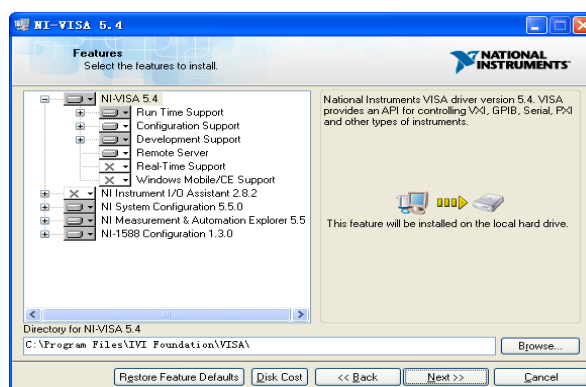 NI-VISA 5.4
Features
Select the features to install.
NATIONAL
INSTRUMENTS
NI-VISA 5.4
Run Time Support
Configuration Support
Development Support
Remote Server
Real-Time Support
Windows Mobile/CE Support
NI Instrument I/O Assistant 2.8.2
NI System Configuration 5.5.0
NI Measurement & Automation Explorer 5.5
NI-1588 Configuration 1.3.0
National Instruments VISA driver version 5.4. VISA
provides an API for controlling VXI, GPIB, Serial, PXI
and other types of instruments.
This feature will be installed on the local hard drive.
Directory for NI-VISA 5.4
C:\Program Files\IVI Foundation\VISA\
Browse...
Restore Feature Defaults
Disk Cost
<< Back
Next >>
Cancel